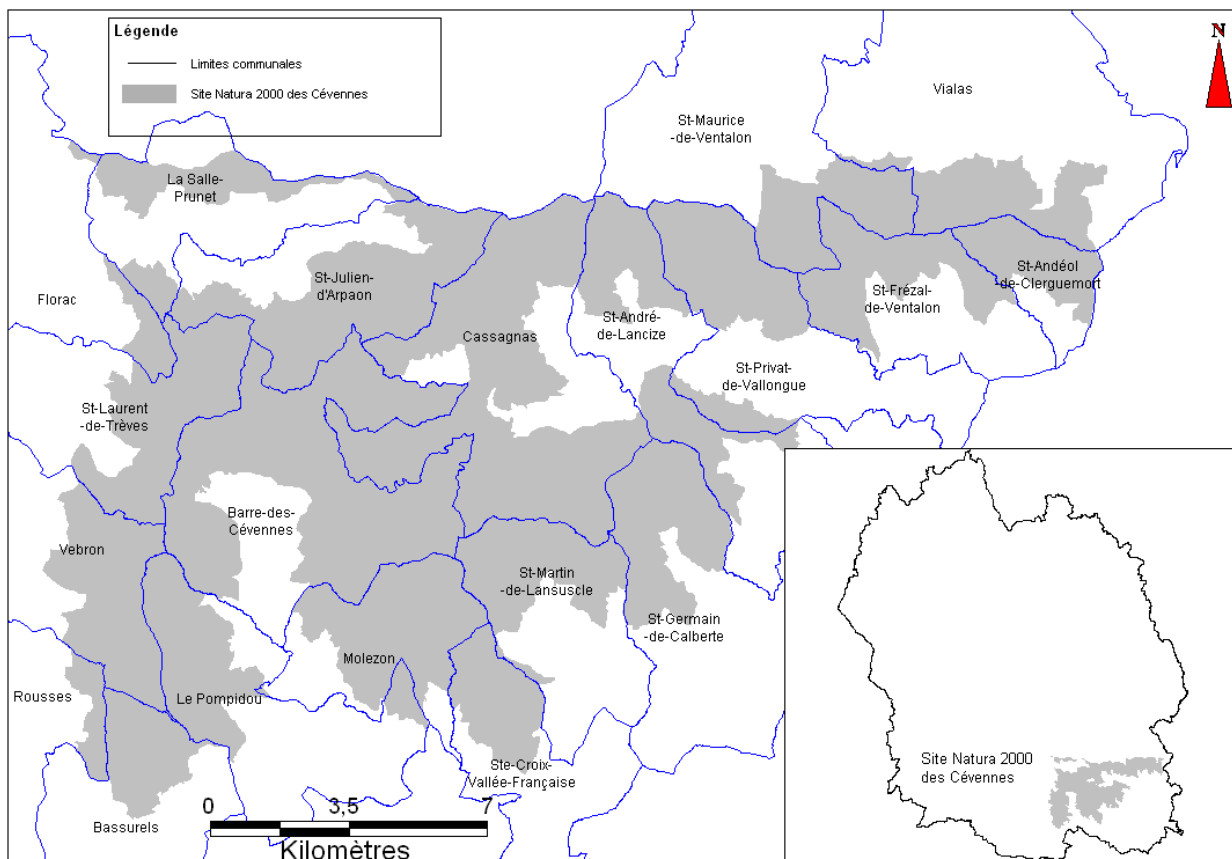 Légende
Limites communales
Site Natura 2000 des Cévennes
N
Vialas
St-Maurice
-de-Ventalon
La Salle-
Prunet
St-Julien-
d'Arpaon
Florac
St-Andéol
-de-Clerguemort
St-Frézal-
de-Ventalon
St-André-
de-Lancize
Cassagnas
St-Privat-
de-Vallongue
St-Laurent
-de-Trèves
Barre-des-
Cévennes
Vebron
St-Martin
-de-Lansuscle
St-Germain
-de-Calberte
Molezon
Rousses
Le Pompidou
Ste-Croix-
Vallée-Française
Bassurels
0 3,5 7
Kilomètres
Site Natura 2000
des Cévennes